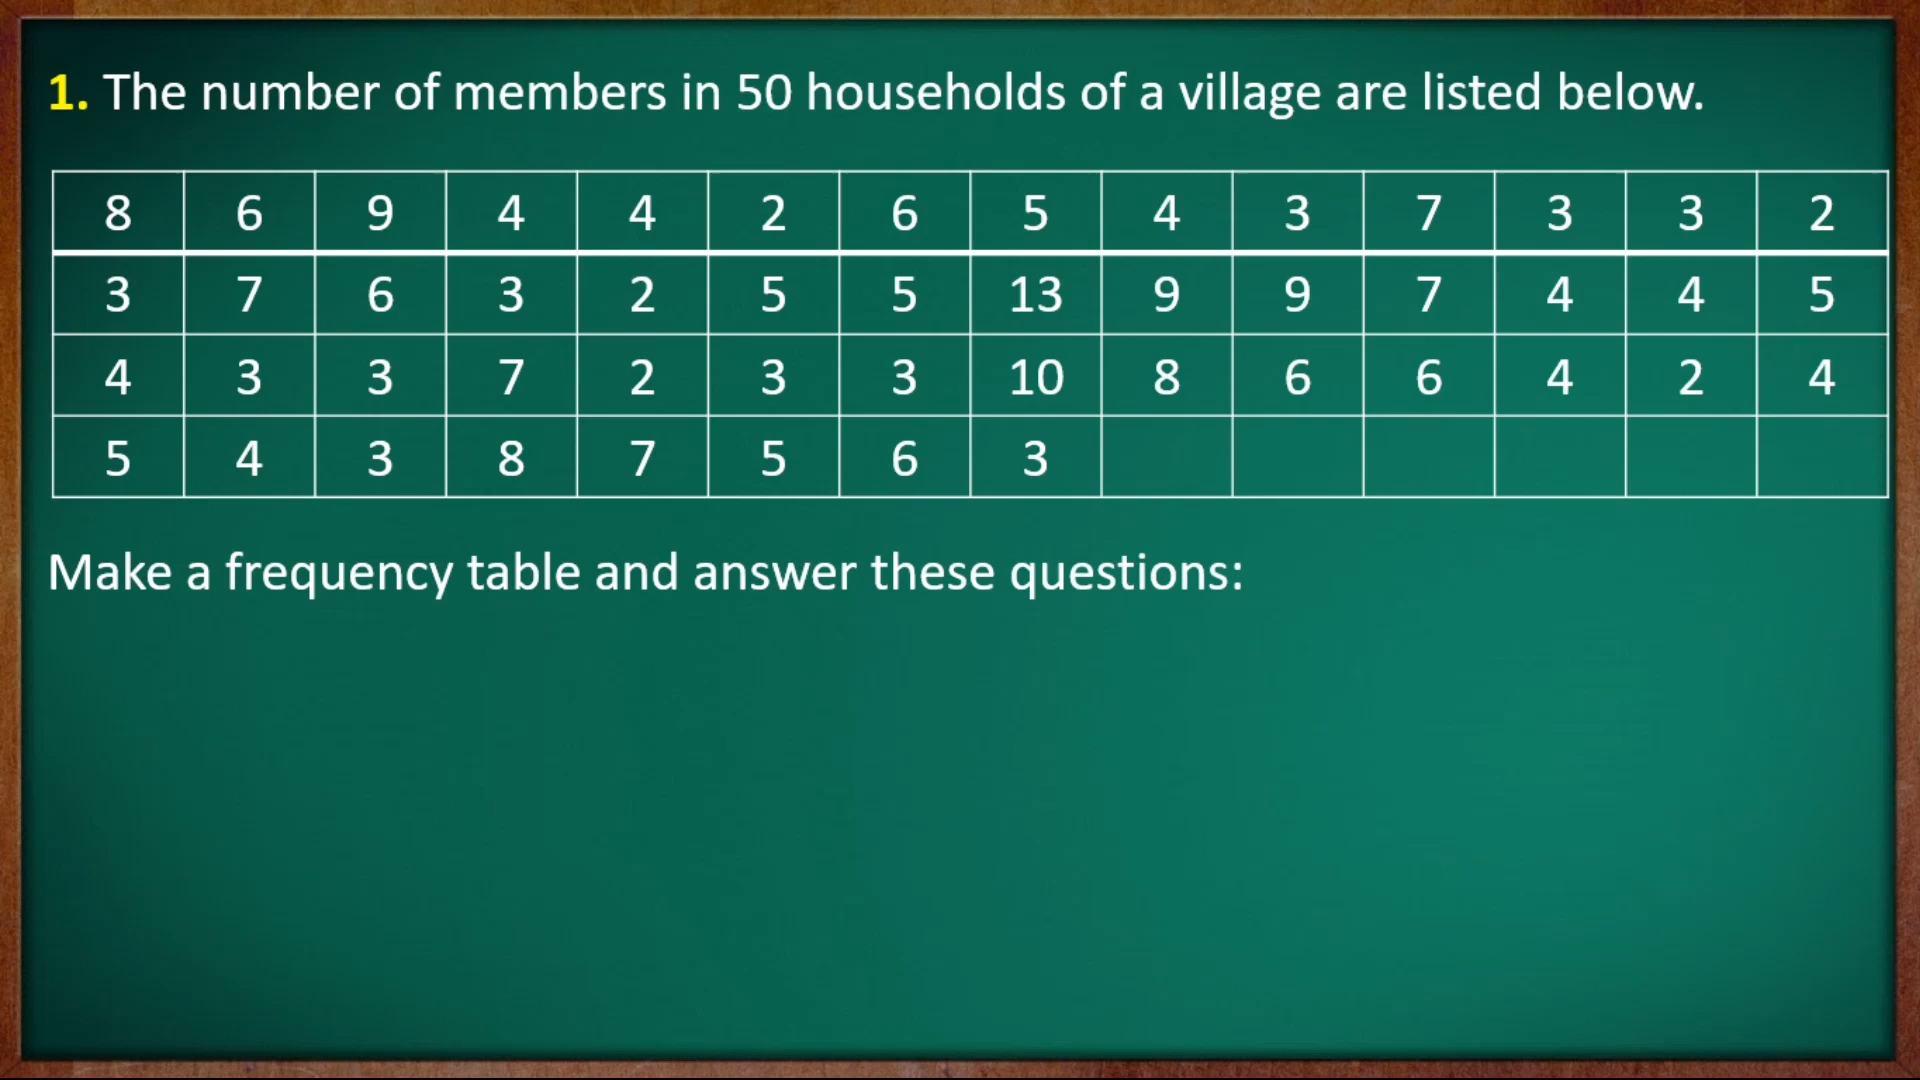 1. The number of members in 50 households of a village are listed below.
8 6 9 4 4 2 6 5 4 3 7 3 3 2
3 7 6 3 2 5 5 13 9 9 7 4 4 5
4 3 3 7 2 3 3 10 8 6 6 4 2 4
5 4 3 8 7 5 6 3
Make a frequency table and answer these questions: